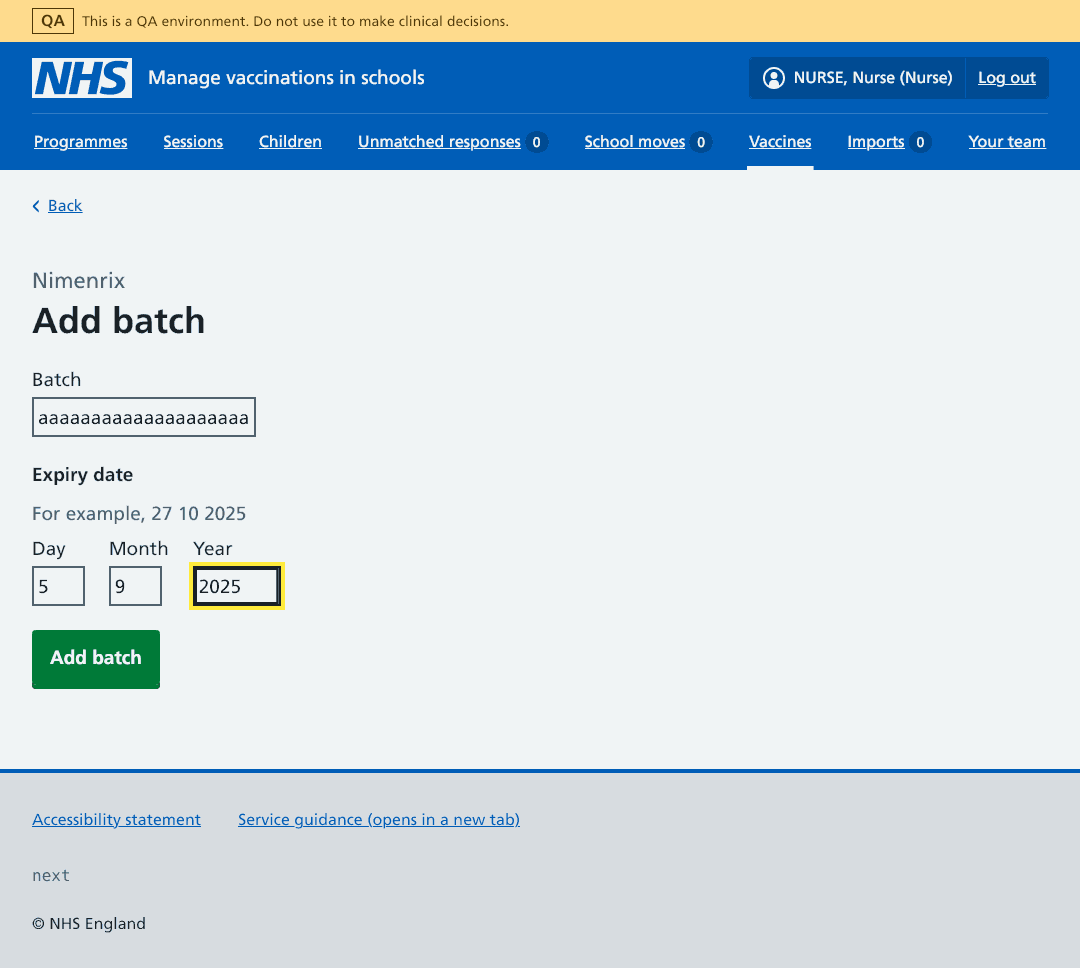 QA This is a QA environment. Do not use it to make clinical decisions.
NHS Manage vaccinations in schools NURSE, Nurse (Nurse) Log out
Programmes Sessions Children Unmatched responses 0 School moves 0 Vaccines Imports 0 Your team
Back
Nimenrix
Add batch
Batch
aaaaaaaaaaaaaaaaaaaa
Expiry date
For example, 27 10 2025
Day Month Year
5 9 2025
Add batch
Accessibility statement Service guidance (opens in a new tab)
next
© NHS England